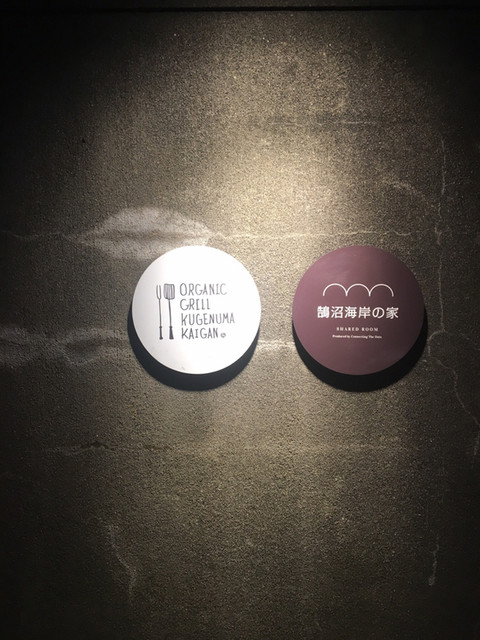 ORGANIC
GRILL
KUGENUMA
KAIGAN
鵠沼海岸の家
SHARED ROOM
Produced by Connecting The Dots